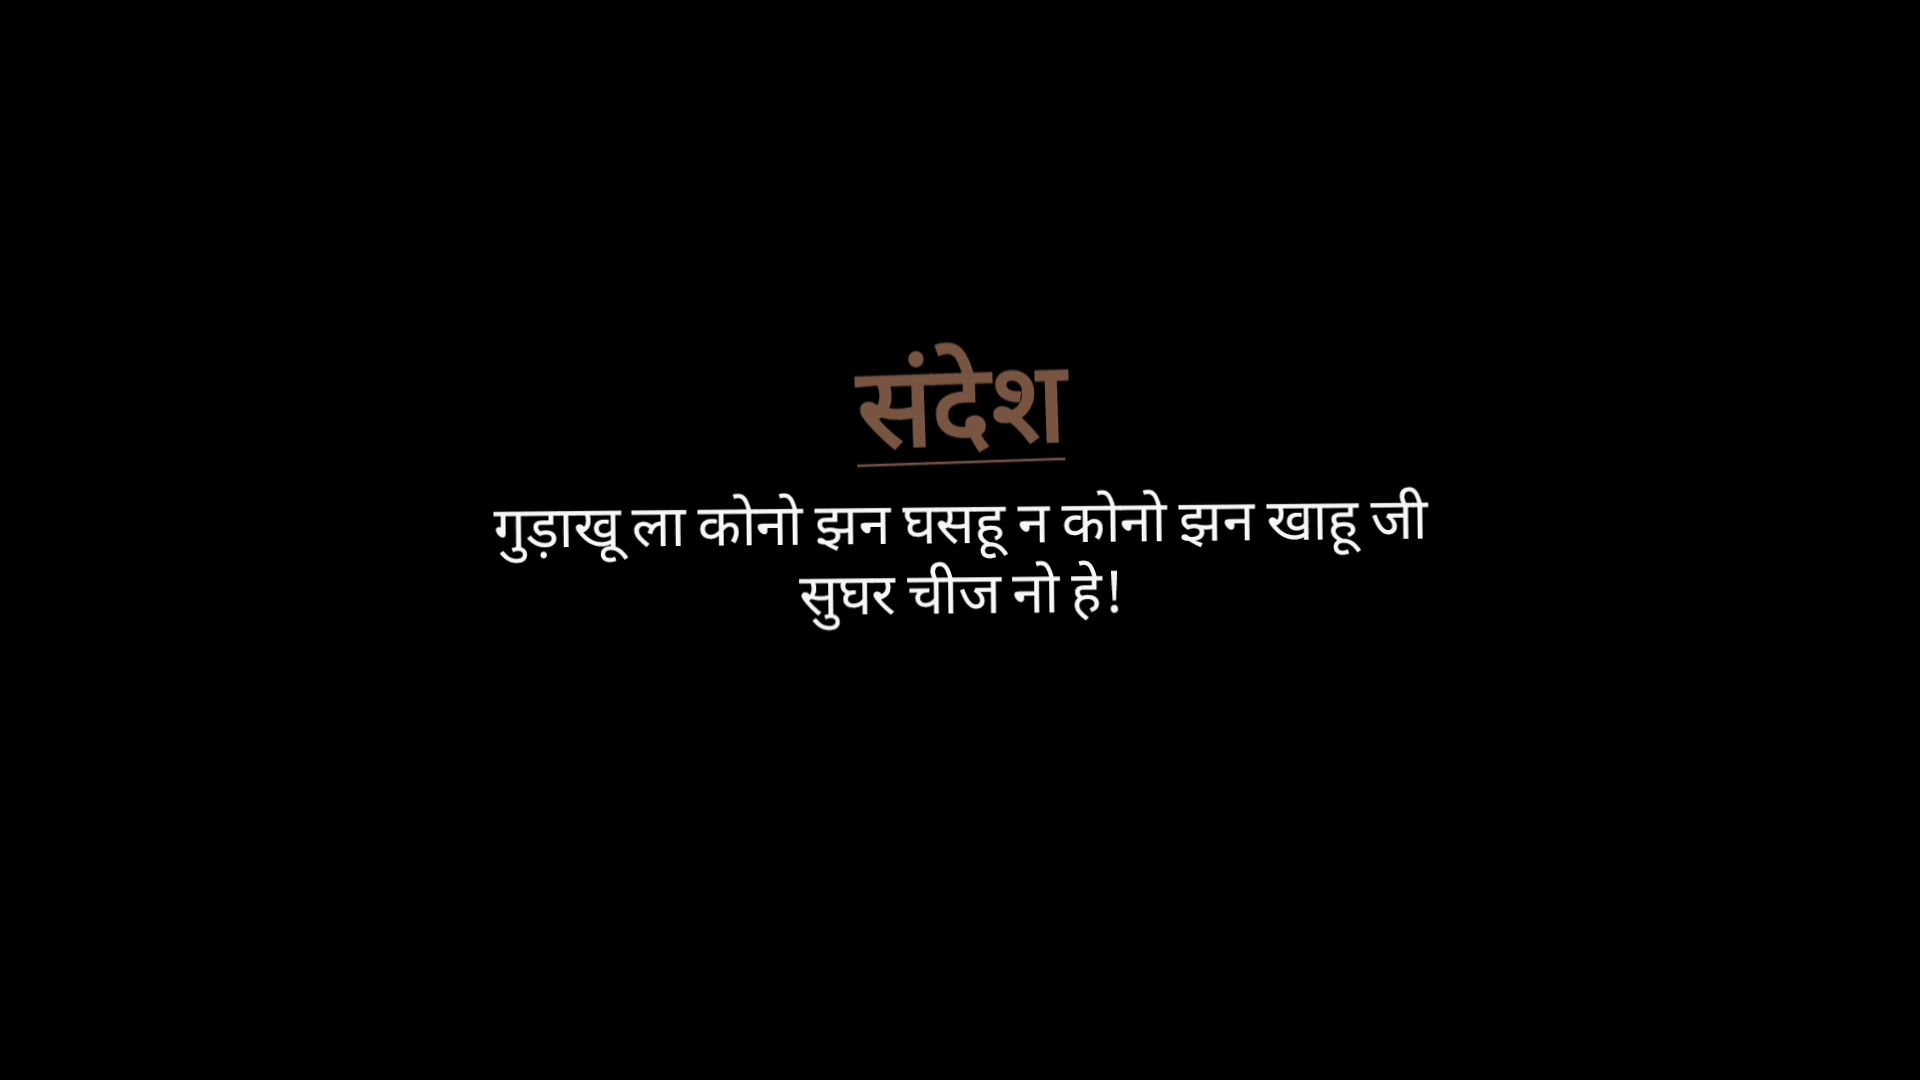 संदेश
गुड़ाखू ला कोनो झन घसहू न कोनो झन खाहू जी
सुघर चीज नो हे!